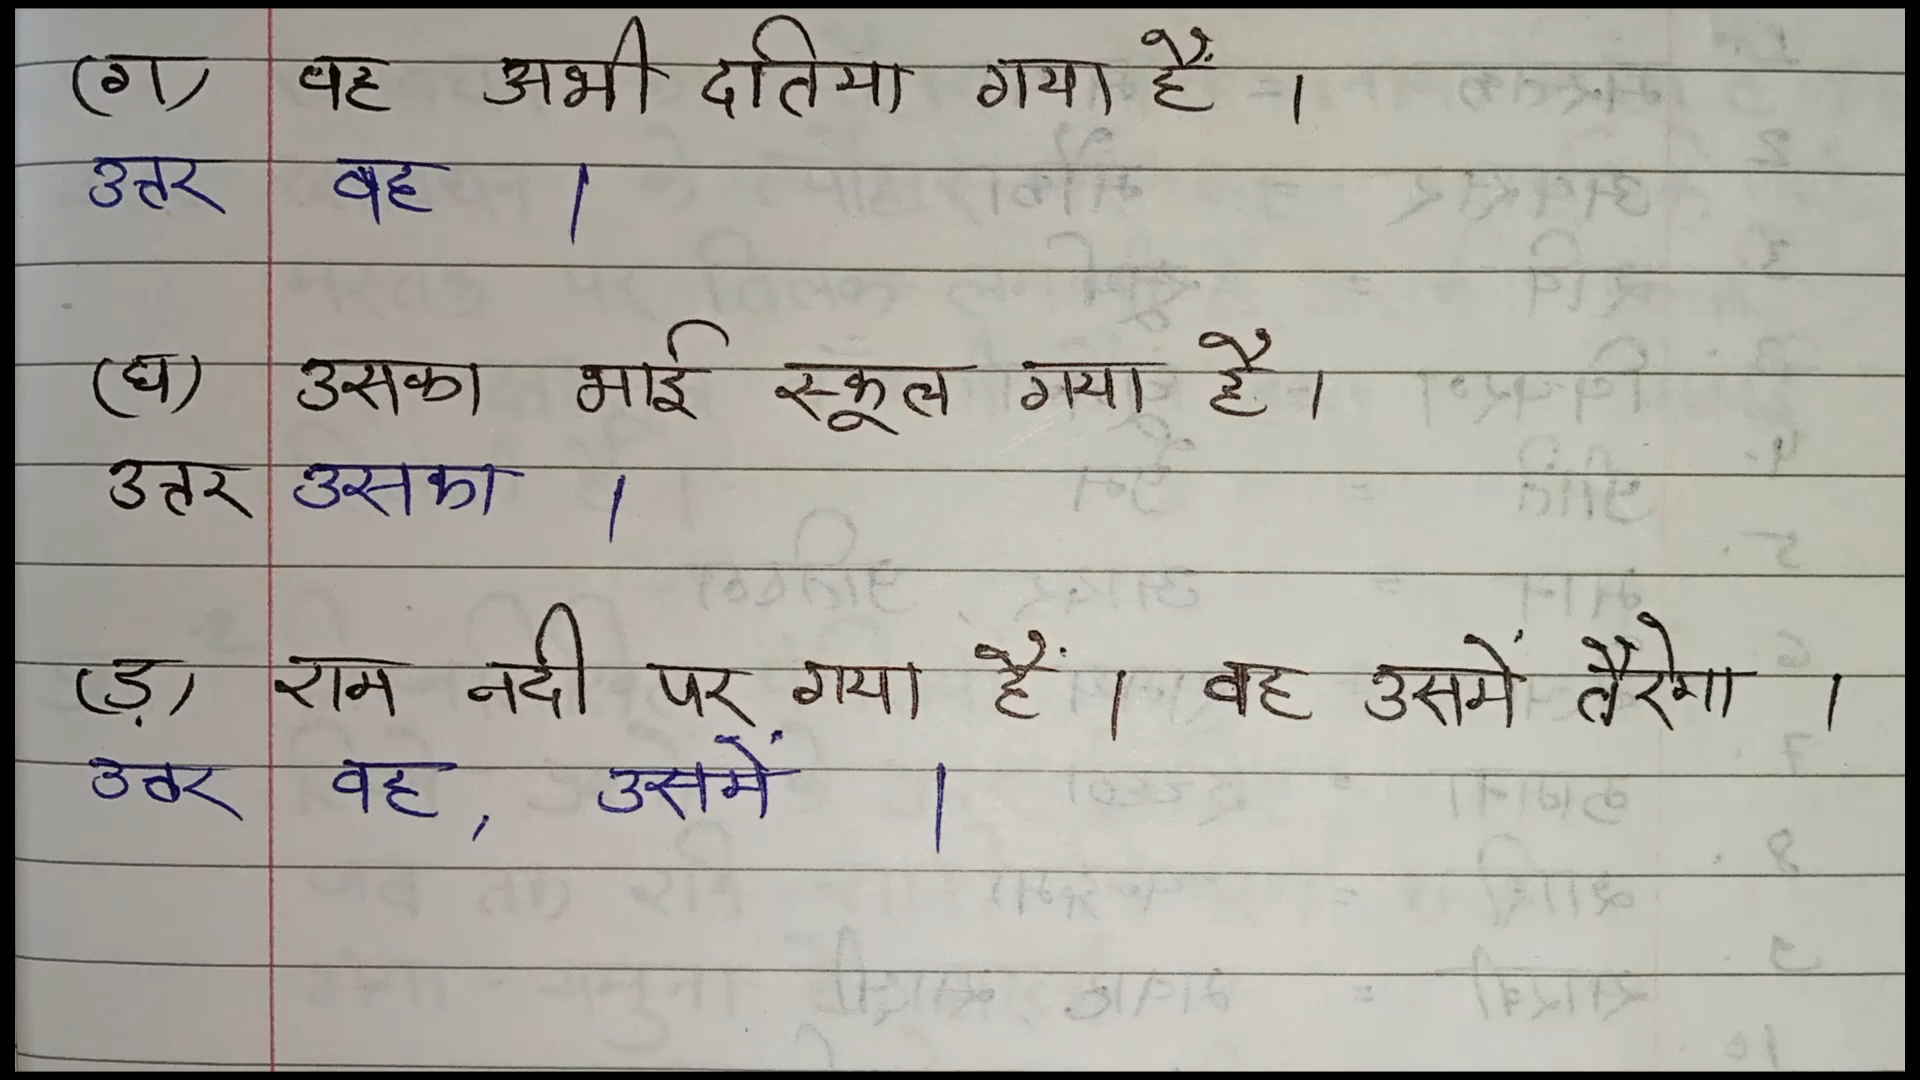 (ग) वह अभी दतिया गया हैं ।
उत्तर वह ।
(घ) उसका भाई स्कूल गया है ।
उत्तर उसका ।
(ड़) राम नदी पर गया हैं । वह उसमें तैरेगा ।
उत्तर वह , उसमें ।